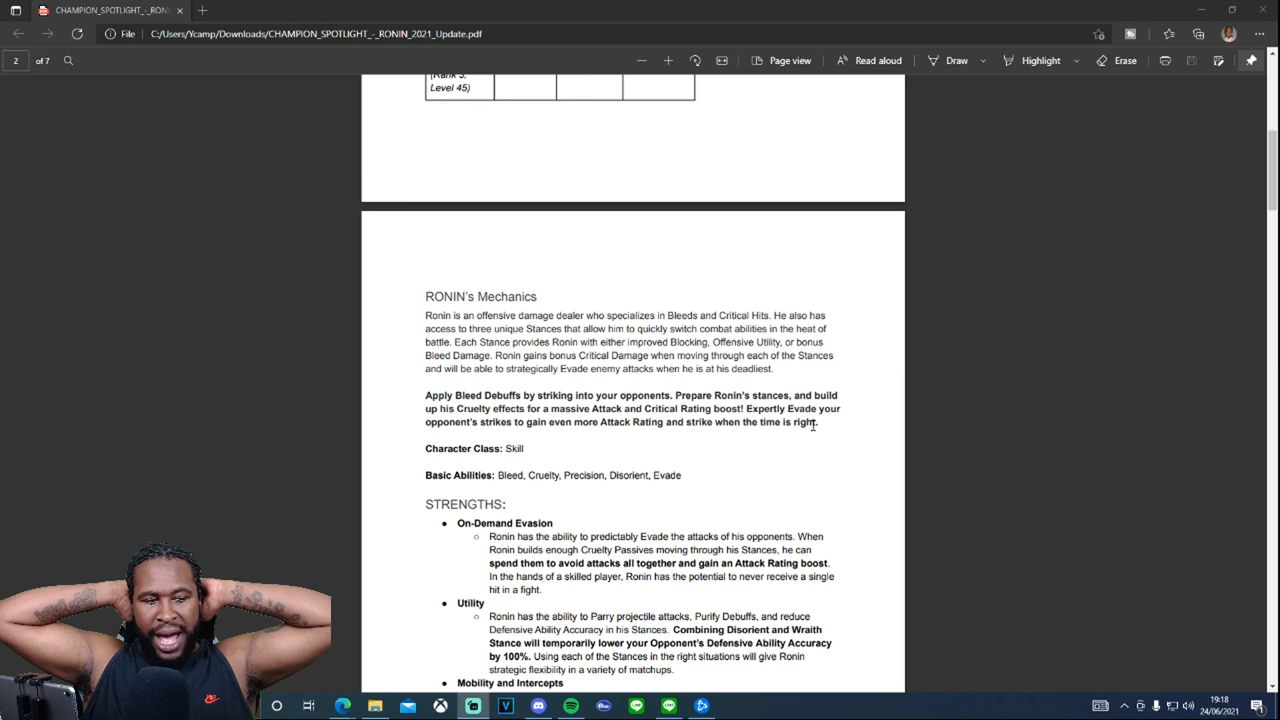 CHAMPION_SPOTLIGHT_-_RONI
File C:/Users/Ycamp/Downloads/CHAMPION_SPOTLIGHT_-_RONIN_2021_Update.pdf
2 of 7 Page view Read aloud Draw Highlight Erase
(Rank 5,
Level 45)
RONIN's Mechanics
Ronin is an offensive damage dealer who specializes in Bleeds and Critical Hits. He also has
access to three unique Stances that allow him to quickly switch combat abilities in the heat of
battle. Each Stance provides Ronin with either improved Blocking, Offensive Utility, or bonus
Bleed Damage. Ronin gains bonus Critical Damage when moving through each of the Stances
and will be able to strategically Evade enemy attacks when he is at his deadliest.
Apply Bleed Debuffs by striking into your opponents. Prepare Ronin's stances, and build
up his Cruelty effects for a massive Attack and Critical Rating boost! Expertly Evade your
opponent's strikes to gain even more Attack Rating and strike when the time is right.
Character Class: Skill
Basic Abilities: Bleed, Cruelty, Precision, Disorient, Evade
STRENGTHS:
● On-Demand Evasion
○ Ronin has the ability to predictably Evade the attacks of his opponents. When
Ronin builds enough Cruelty Passives moving through his Stances, he can
spend them to avoid attacks all together and gain an Attack Rating boost.
In the hands of a skilled player, Ronin has the potential to never receive a single
hit in a fight.
● Utility
○ Ronin has the ability to Parry projectile attacks, Purify Debuffs, and reduce
Defensive Ability Accuracy in his Stances. Combining Disorient and Wraith
Stance will temporarily lower your Opponent's Defensive Ability Accuracy
by 100%. Using each of the Stances in the right situations will give Ronin
strategic flexibility in a variety of matchups.
● Mobility and Intercepts
19:18
24/06/2021